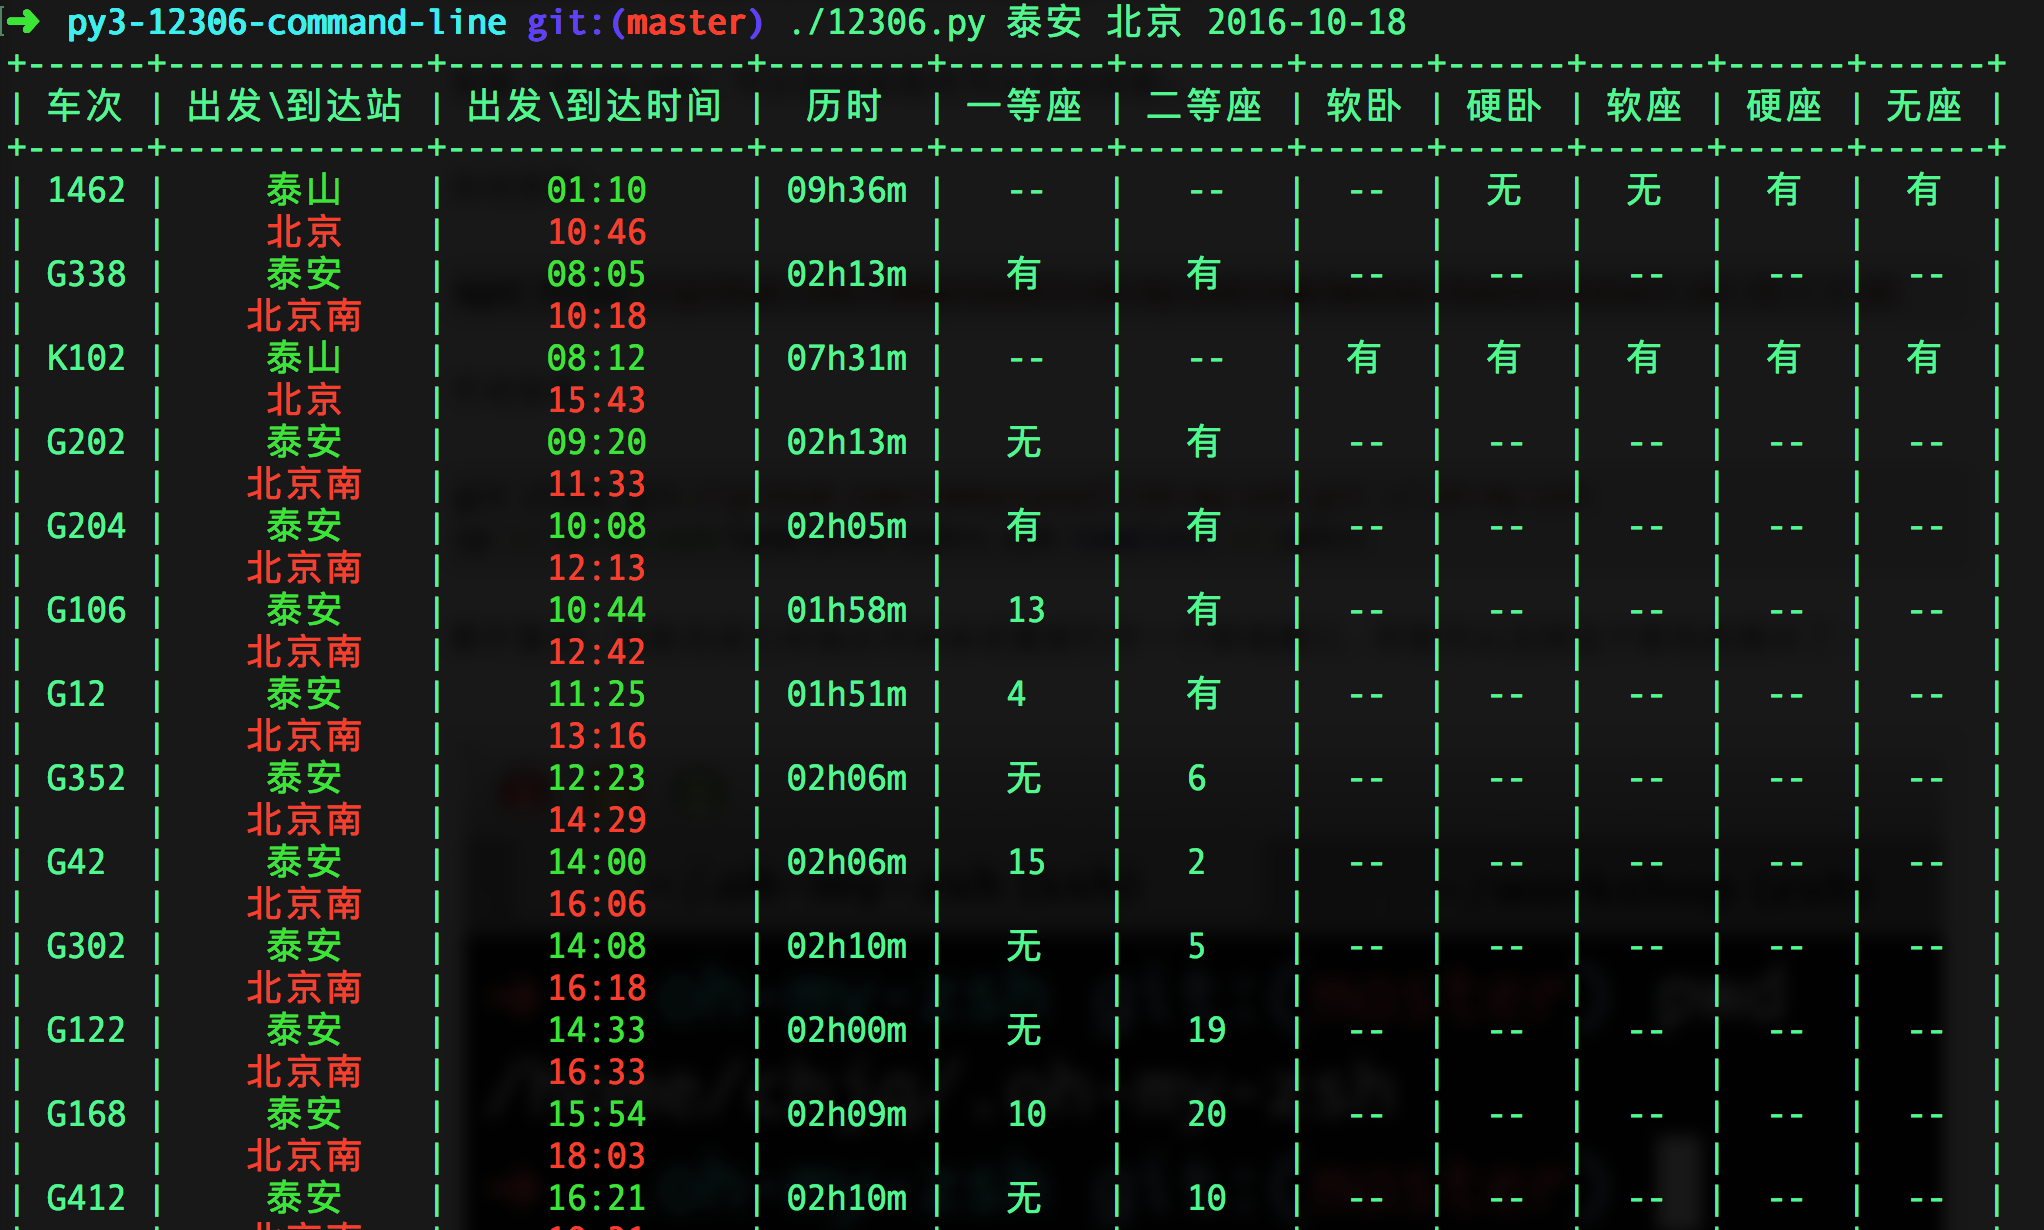 ➜ py3-12306-command-line git:(master) ./12306.py 泰安 北京 2016-10-18
+------+-------------+---------------+--------+--------+--------+------+------+------+------+------+
| 车次 | 出发\到达站 | 出发\到达时间 | 历时 | 一等座 | 二等座 | 软卧 | 硬卧 | 软座 | 硬座 | 无座 |
+------+-------------+---------------+--------+--------+--------+------+------+------+------+------+
| 1462 | 泰山 | 01:10 | 09h36m | -- | -- | -- | 无 | 无 | 有 | 有 |
| | 北京 | 10:46 | | | | | | | | |
| G338 | 泰安 | 08:05 | 02h13m | 有 | 有 | -- | -- | -- | -- | -- |
| | 北京南 | 10:18 | | | | | | | | |
| K102 | 泰山 | 08:12 | 07h31m | -- | -- | 有 | 有 | 有 | 有 | 有 |
| | 北京 | 15:43 | | | | | | | | |
| G202 | 泰安 | 09:20 | 02h13m | 无 | 有 | -- | -- | -- | -- | -- |
| | 北京南 | 11:33 | | | | | | | | |
| G204 | 泰安 | 10:08 | 02h05m | 有 | 有 | -- | -- | -- | -- | -- |
| | 北京南 | 12:13 | | | | | | | | |
| G106 | 泰安 | 10:44 | 01h58m | 13 | 有 | -- | -- | -- | -- | -- |
| | 北京南 | 12:42 | | | | | | | | |
| G12 | 泰安 | 11:25 | 01h51m | 4 | 有 | -- | -- | -- | -- | -- |
| | 北京南 | 13:16 | | | | | | | | |
| G352 | 泰安 | 12:23 | 02h06m | 无 | 6 | -- | -- | -- | -- | -- |
| | 北京南 | 14:29 | | | | | | | | |
| G42 | 泰安 | 14:00 | 02h06m | 15 | 2 | -- | -- | -- | -- | -- |
| | 北京南 | 16:06 | | | | | | | | |
| G302 | 泰安 | 14:08 | 02h10m | 无 | 5 | -- | -- | -- | -- | -- |
| | 北京南 | 16:18 | | | | | | | | |
| G122 | 泰安 | 14:33 | 02h00m | 无 | 19 | -- | -- | -- | -- | -- |
| | 北京南 | 16:33 | | | | | | | | |
| G168 | 泰安 | 15:54 | 02h09m | 10 | 20 | -- | -- | -- | -- | -- |
| | 北京南 | 18:03 | | | | | | | | |
| G412 | 泰安 | 16:21 | 02h10m | 无 | 10 | -- | -- | -- | -- | -- |